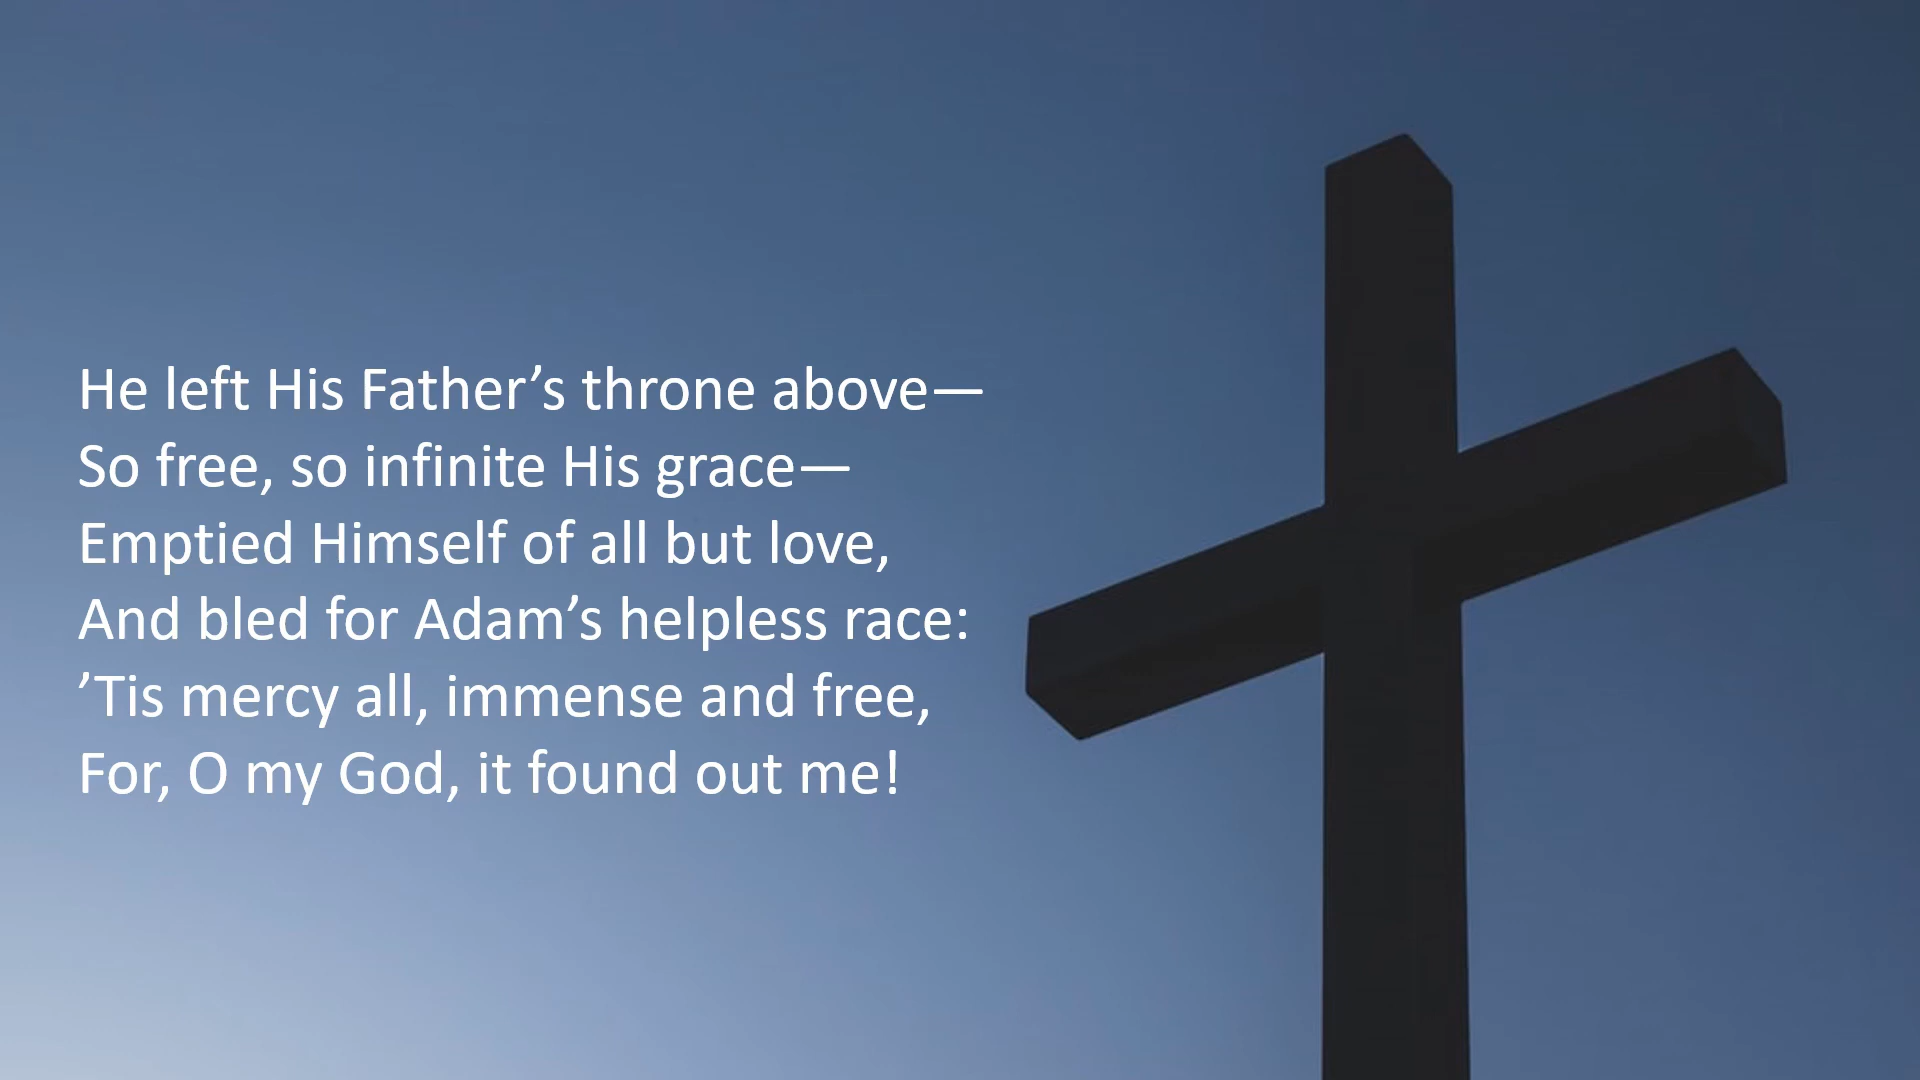 He left His Father’s throne above—
So free, so infinite His grace—
Emptied Himself of all but love,
And bled for Adam’s helpless race:
’Tis mercy all, immense and free,
For, O my God, it found out me!